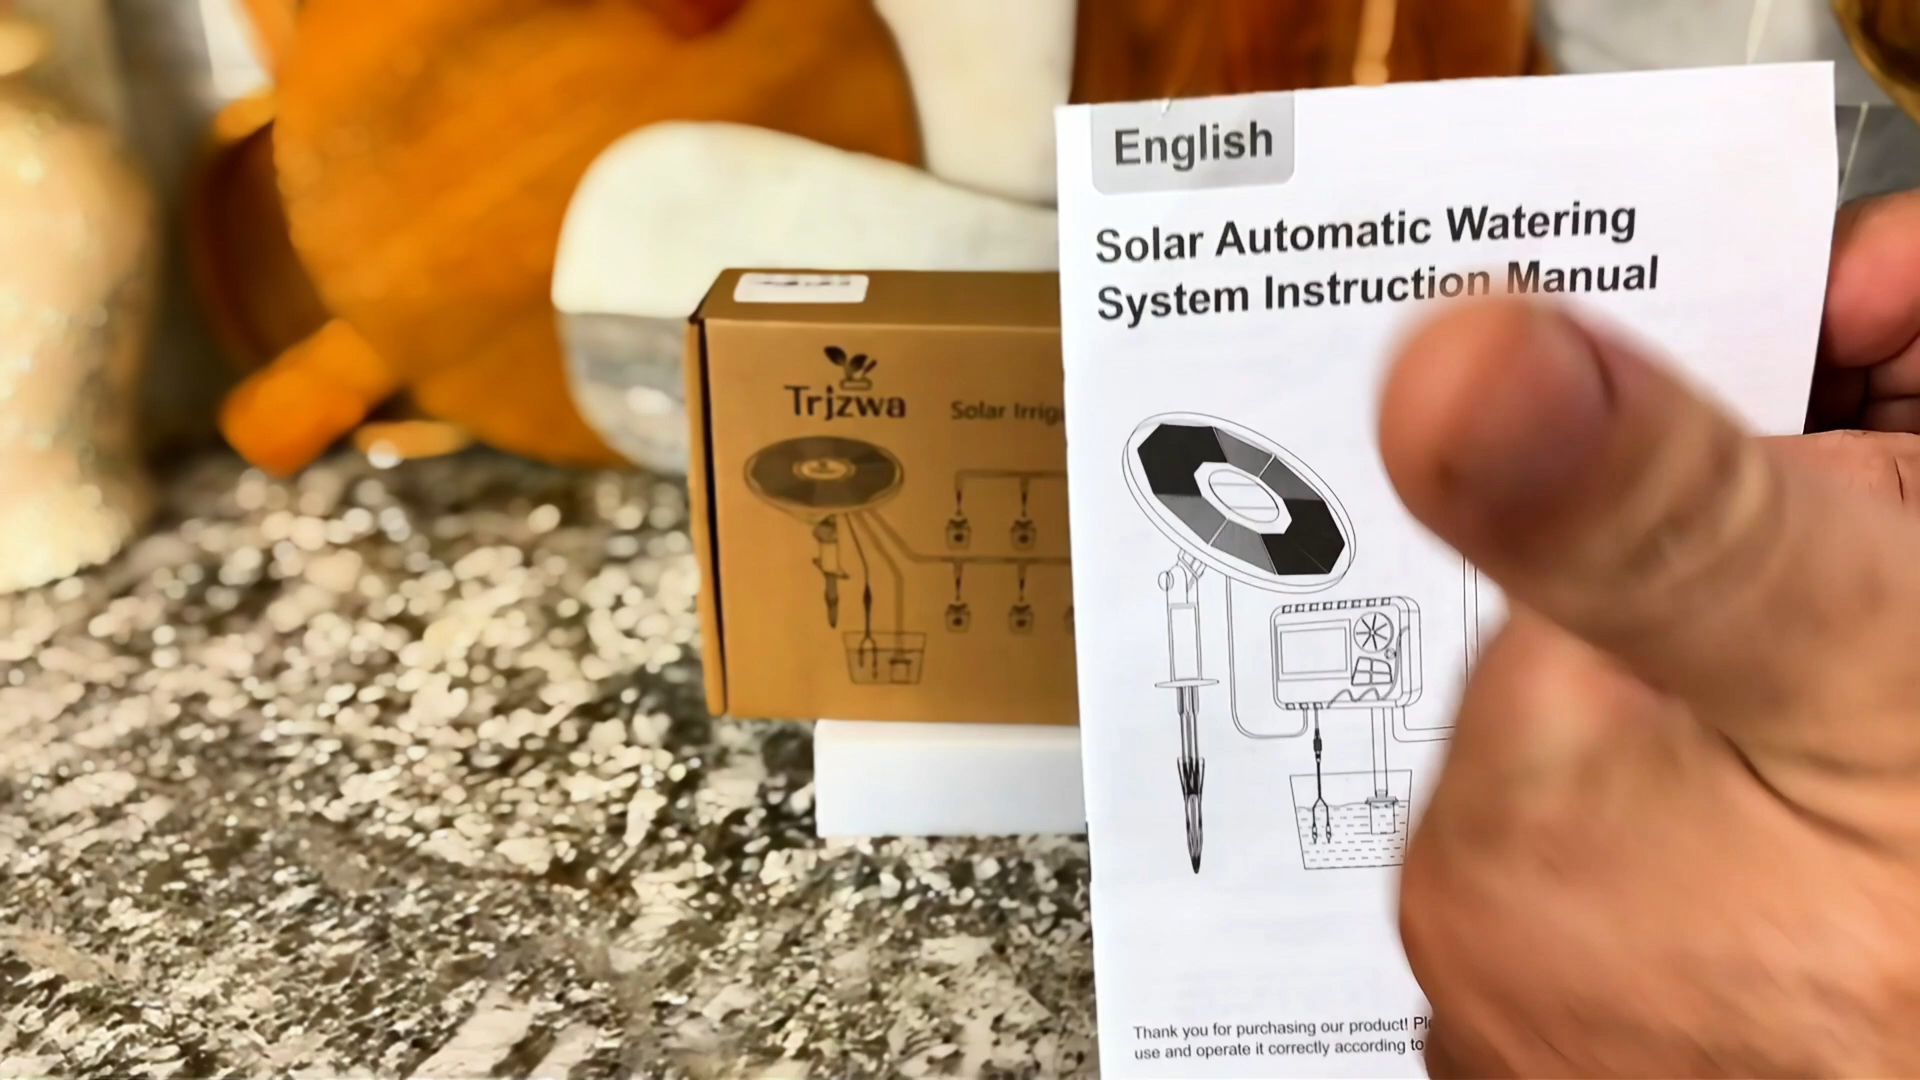 English
Solar Automatic Watering
System Instruction Manual
Trjzwa
Solar Irrig
Thank you for purchasing our product! Pl
use and operate it correctly according to